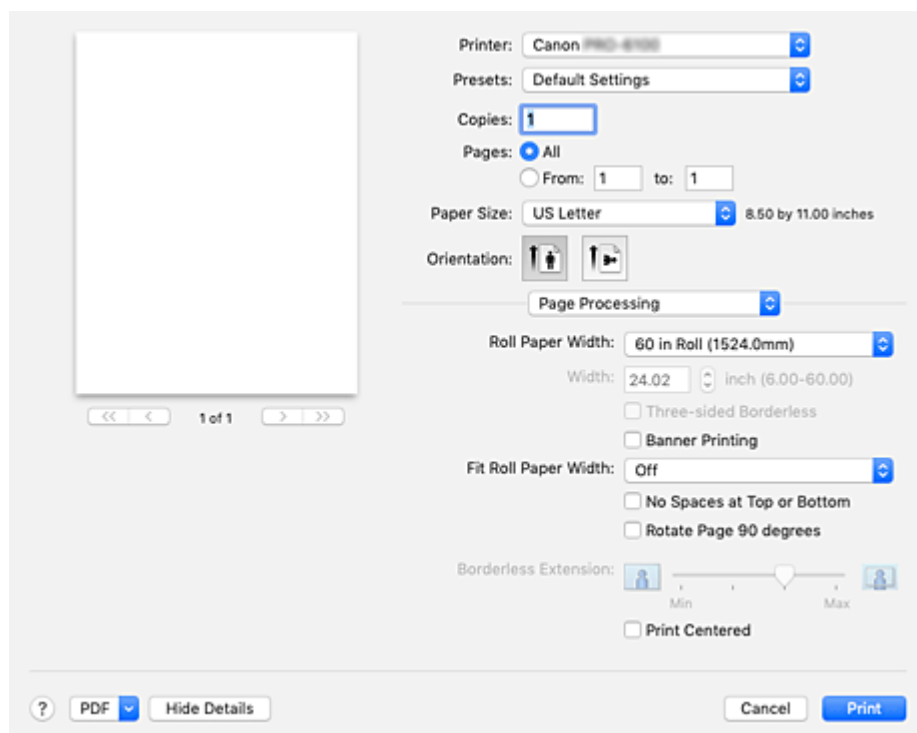 Printer: Canon
Presets: Default Settings
Copies: 1
Pages: All
From: 1 to: 1
Paper Size: US Letter 8.50 by 11.00 inches
Orientation:
Page Processing
Roll Paper Width: 60 in Roll (1524.0mm)
Width: 24.02 inch (6.00-60.00)
Three-sided Borderless
1 of 1
Banner Printing
Fit Roll Paper Width: Off
No Spaces at Top or Bottom
Rotate Page 90 degrees
Borderless Extension:
Min Max
Print Centered
? PDF Hide Details Cancel Print